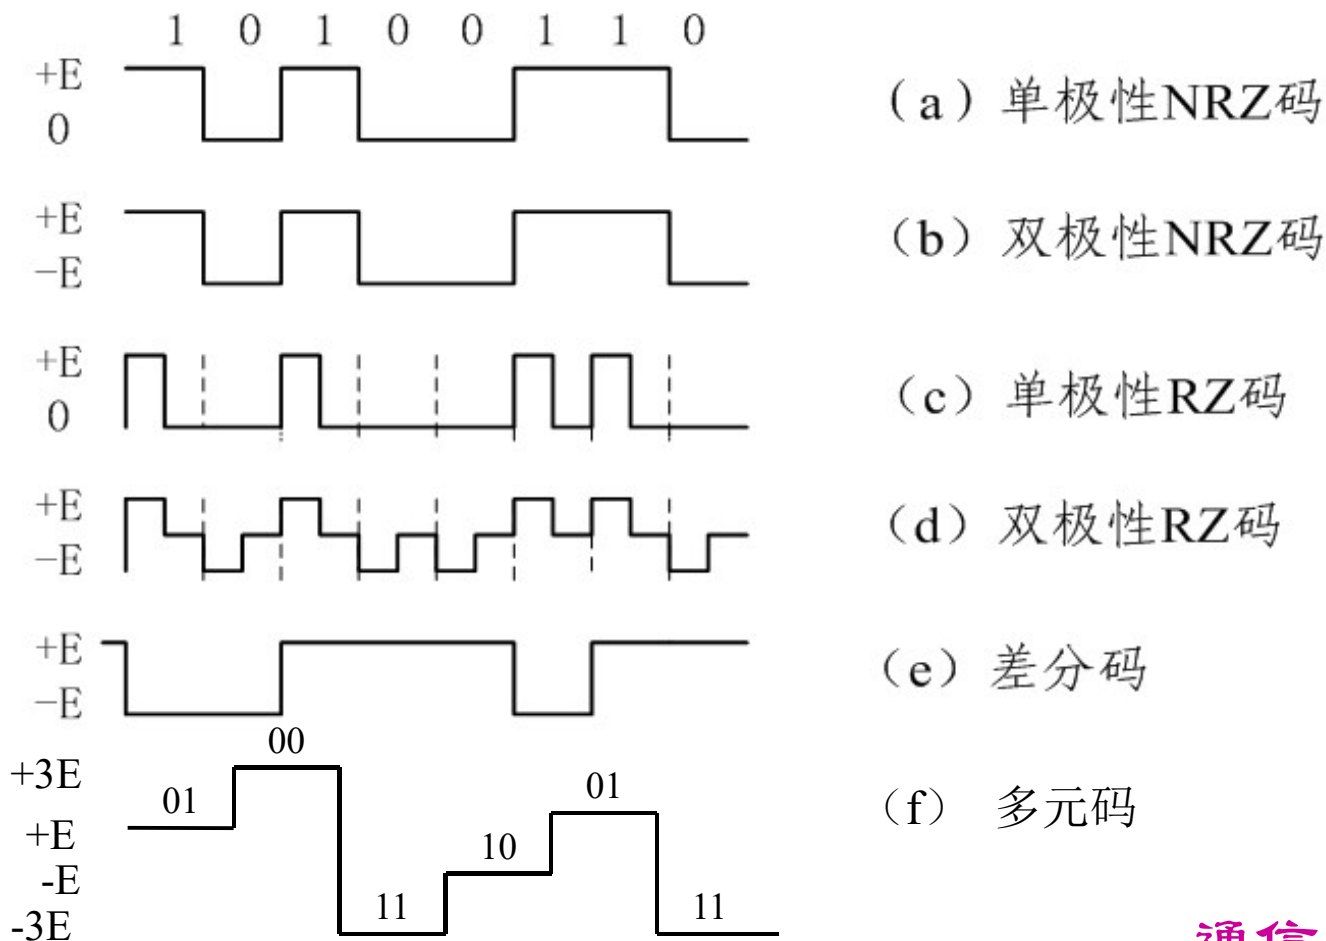 1 0 1 0 0 1 1 0
+E
0
（a）单极性NRZ码
+E
−E
（b）双极性NRZ码
+E
0
（c）单极性RZ码
+E
−E
（d）双极性RZ码
+E
−E
（e）差分码
00
+3E
01
01
（f） 多元码
+E
10
-E
11
11
-3E
通信